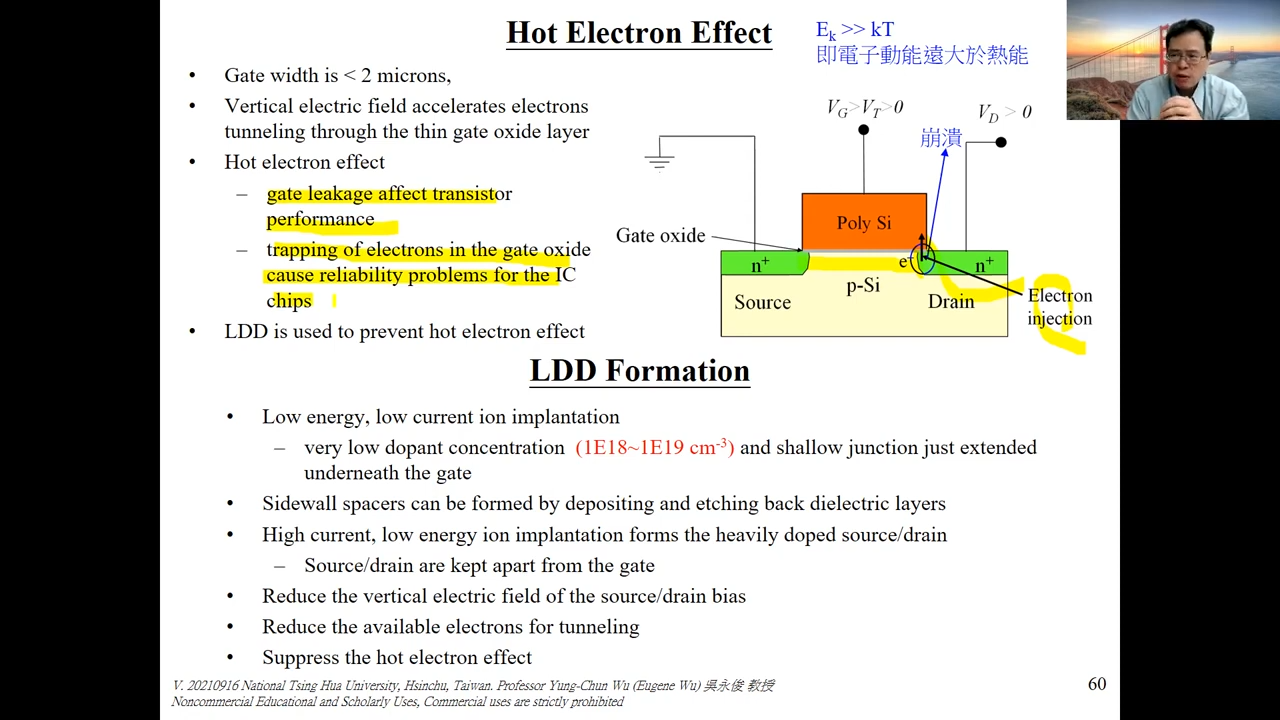 Hot Electron Effect
E_k >> kT
即電子動能遠大於熱能
• Gate width is < 2 microns,
• Vertical electric field accelerates electrons
tunneling through the thin gate oxide layer
• Hot electron effect
– gate leakage affect transistor
performance
– trapping of electrons in the gate oxide
cause reliability problems for the IC
chips
• LDD is used to prevent hot electron effect
V_G>V_T>0
V_D > 0
崩潰
Poly Si
Gate oxide
n+
e-
n+
p-Si
Source
Drain
Electron
injection
LDD Formation
• Low energy, low current ion implantation
– very low dopant concentration (1E18~1E19 cm-3) and shallow junction just extended
underneath the gate
• Sidewall spacers can be formed by depositing and etching back dielectric layers
• High current, low energy ion implantation forms the heavily doped source/drain
– Source/drain are kept apart from the gate
• Reduce the vertical electric field of the source/drain bias
• Reduce the available electrons for tunneling
• Suppress the hot electron effect
V. 20210916 National Tsing Hua University, Hsinchu, Taiwan. Professor Yung-Chun Wu (Eugene Wu) 吳永俊 教授
Noncommercial Educational and Scholarly Uses, Commercial uses are strictly prohibited
60